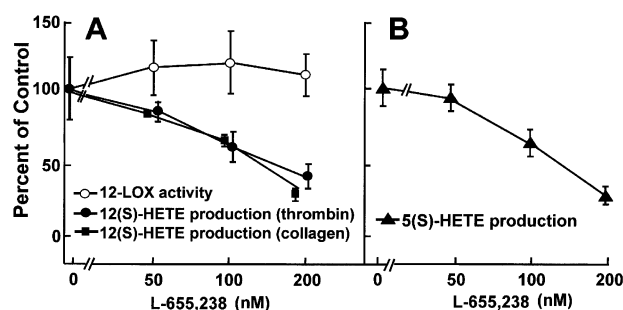 A
B
Percent of Control
150
100
50
0
12-LOX activity
12(S)-HETE production (thrombin)
12(S)-HETE production (collagen)
5(S)-HETE production
0 // 50 100 200
0 // 50 100 200
L-655,238 (nM)
L-655,238 (nM)